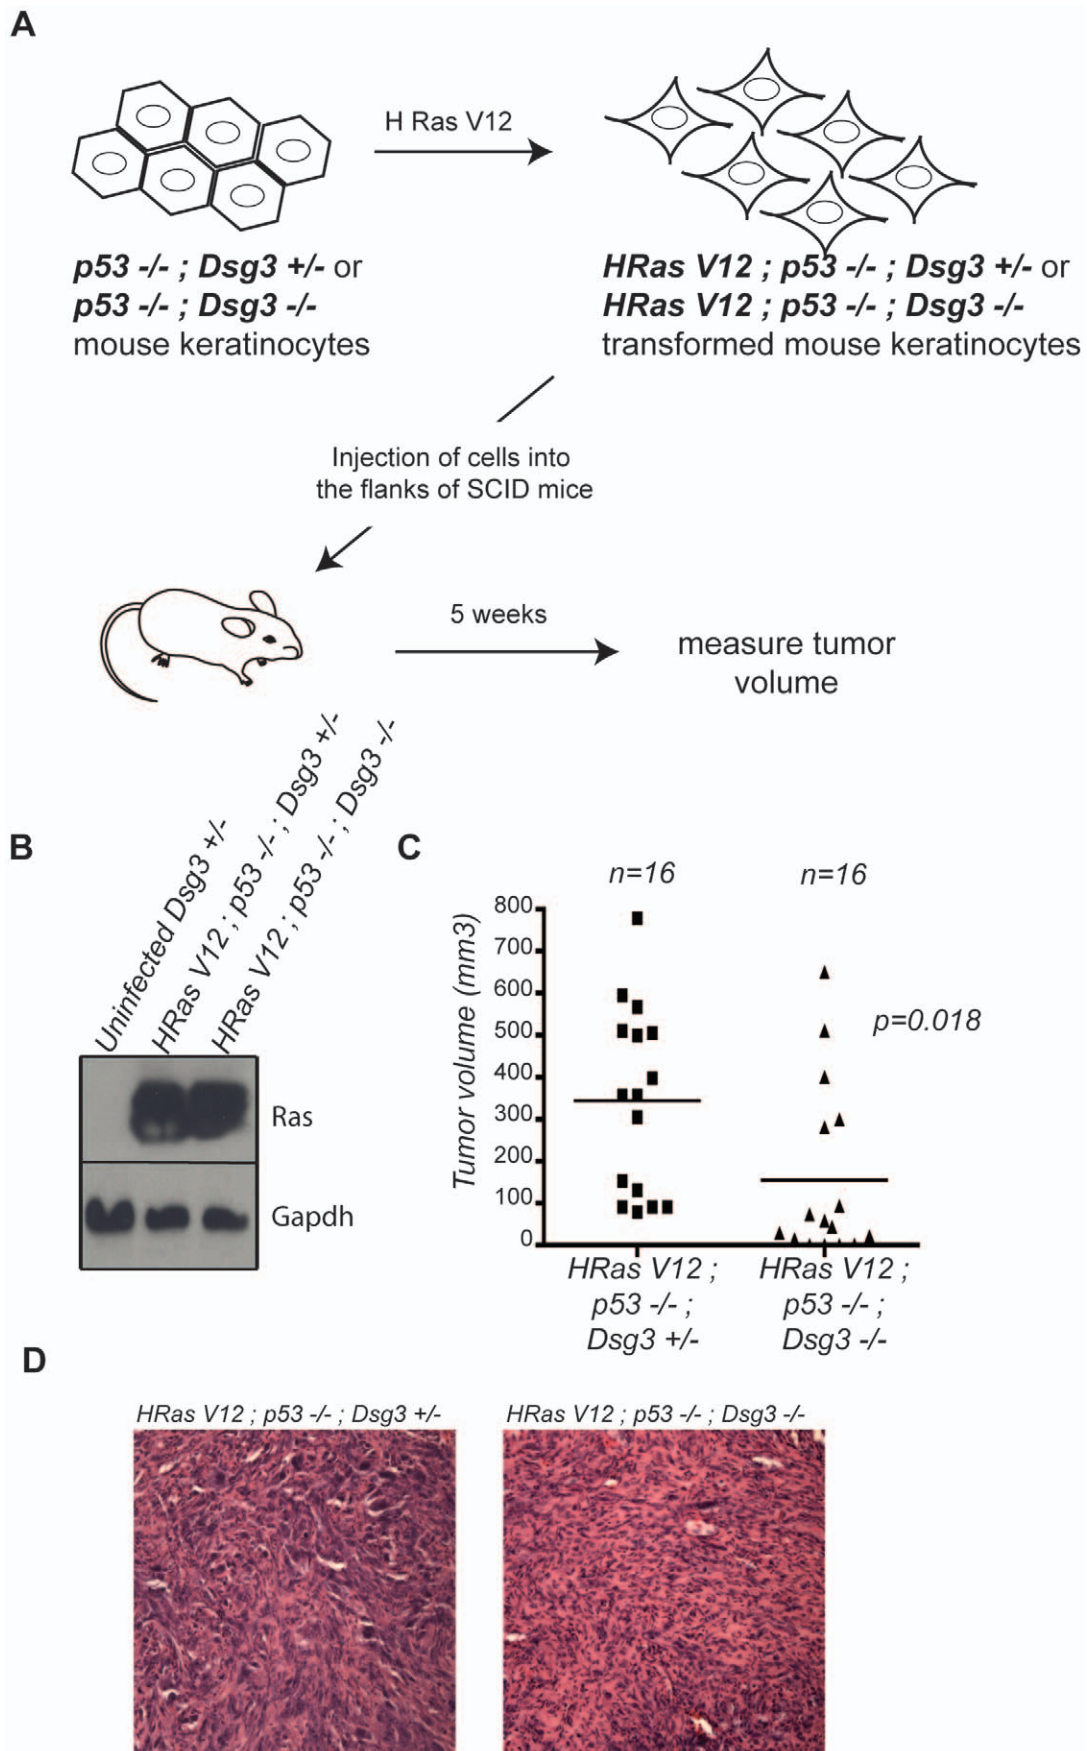 A
H Ras V12
p53 -/- ; Dsg3 +/- or
p53 -/- ; Dsg3 -/-
mouse keratinocytes
HRas V12 ; p53 -/- ; Dsg3 +/- or
HRas V12 ; p53 -/- ; Dsg3 -/-
transformed mouse keratinocytes
Injection of cells into
the flanks of SCID mice
5 weeks
measure tumor
volume
B
Uninfected Dsg3 +/-
HRas V12 ; p53 -/- ; Dsg3 +/-
HRas V12 ; p53 -/- ; Dsg3 -/-
Ras
Gapdh
C
n=16
n=16
Tumor volume (mm3)
800
700
600
500
400
300
200
100
0
p=0.018
HRas V12 ;
p53 -/- ;
Dsg3 +/-
HRas V12 ;
p53 -/- ;
Dsg3 -/-
D
HRas V12 ; p53 -/- ; Dsg3 +/-
HRas V12 ; p53 -/- ; Dsg3 -/-